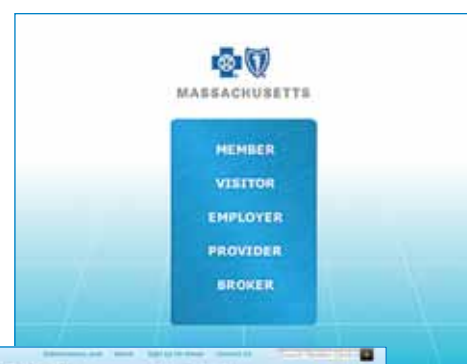 MASSACHUSETTS
MEMBER
VISITOR
EMPLOYER
PROVIDER
BROKER